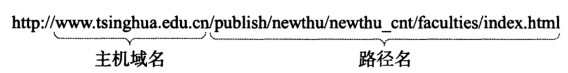 http://www.tsinghua.edu.cn/publish/newthu/newthu_cnt/faculties/index.html
主机域名 路径名